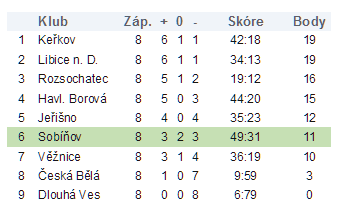 Klub Záp. + 0 - Skóre Body
1 Keřkov 8 6 1 1 42:18 19
2 Libice n. D. 8 6 1 1 34:13 19
3 Rozsochatec 8 5 1 2 19:12 16
4 Havl. Borová 8 5 0 3 44:20 15
5 Jeřišno 8 4 0 4 35:23 12
6 Sobíňov 8 3 2 3 49:31 11
7 Věžnice 8 3 1 4 36:19 10
8 Česká Bělá 8 1 0 7 9:59 3
9 Dlouhá Ves 8 0 0 8 6:79 0